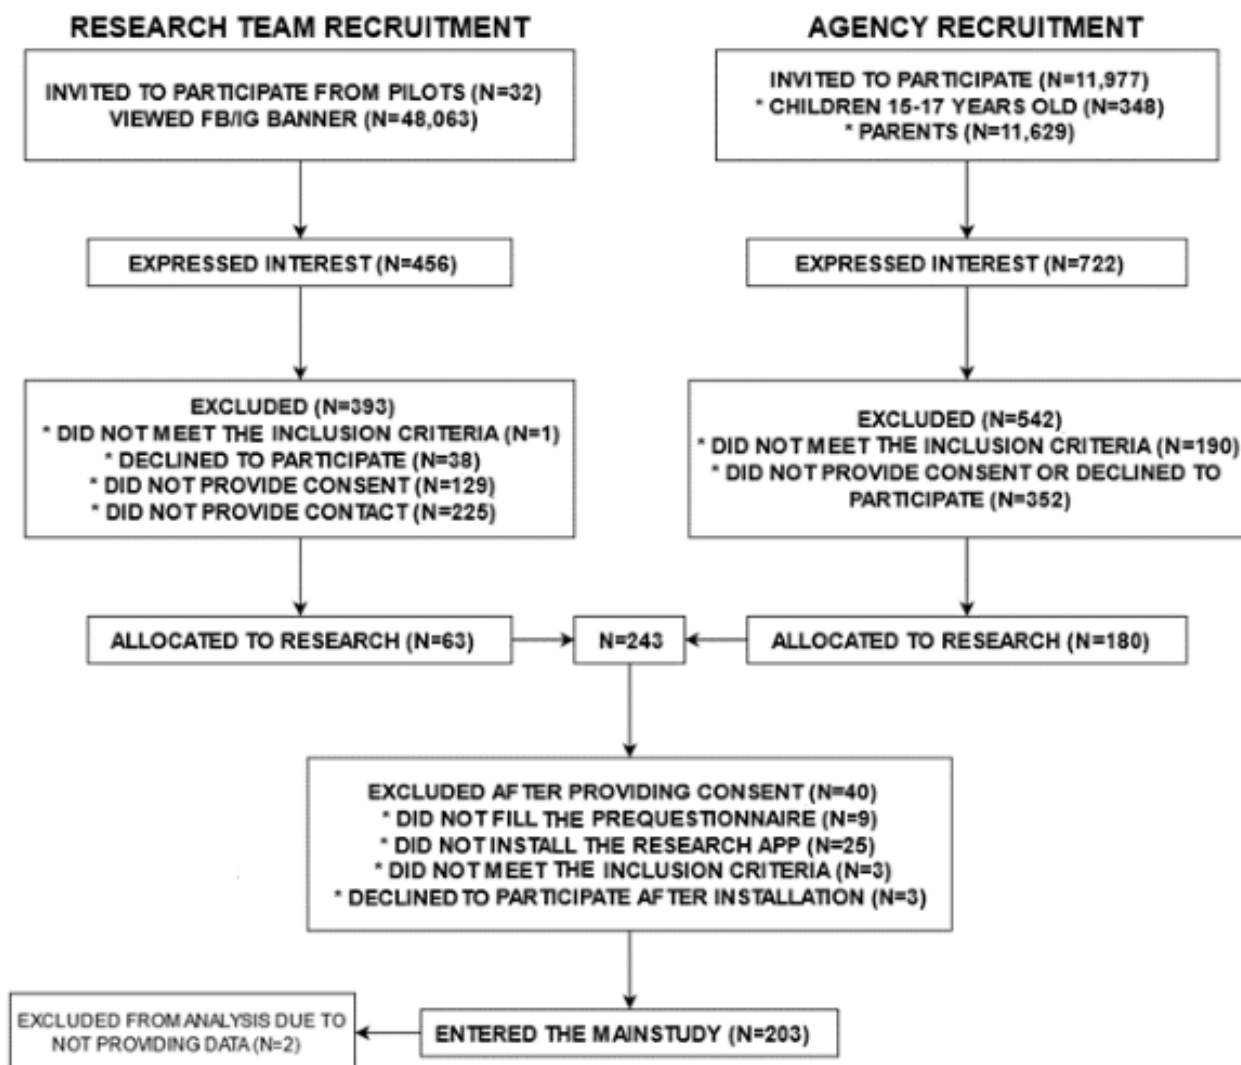 RESEARCH TEAM RECRUITMENT
INVITED TO PARTICIPATE FROM PILOTS (N=32)
VIEWED FB/IG BANNER (N=48,063)
EXPRESSED INTEREST (N=456)
EXCLUDED (N=393)
* DID NOT MEET THE INCLUSION CRITERIA (N=1)
* DECLINED TO PARTICIPATE (N=38)
* DID NOT PROVIDE CONSENT (N=129)
* DID NOT PROVIDE CONTACT (N=225)
ALLOCATED TO RESEARCH (N=63)
AGENCY RECRUITMENT
INVITED TO PARTICIPATE (N=11,977)
* CHILDREN 15-17 YEARS OLD (N=348)
* PARENTS (N=11,629)
EXPRESSED INTEREST (N=722)
EXCLUDED (N=542)
* DID NOT MEET THE INCLUSION CRITERIA (N=190)
* DID NOT PROVIDE CONSENT OR DECLINED TO
PARTICIPATE (N=352)
ALLOCATED TO RESEARCH (N=180)
N=243
EXCLUDED AFTER PROVIDING CONSENT (N=40)
* DID NOT FILL THE PREQUESTIONNAIRE (N=9)
* DID NOT INSTALL THE RESEARCH APP (N=25)
* DID NOT MEET THE INCLUSION CRITERIA (N=3)
* DECLINED TO PARTICIPATE AFTER INSTALLATION (N=3)
ENTERED THE MAINSTUDY (N=203)
EXCLUDED FROM ANALYSIS DUE TO
NOT PROVIDING DATA (N=2)